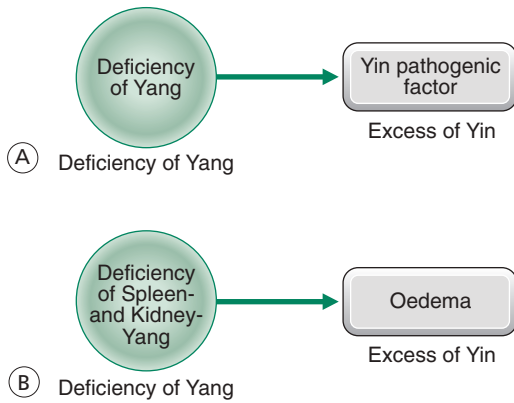 Deficiency
of Yang
Yin pathogenic
factor
Excess of Yin
A
Deficiency of Yang
Deficiency
of Spleen-
and Kidney-
Yang
Oedema
Excess of Yin
B
Deficiency of Yang